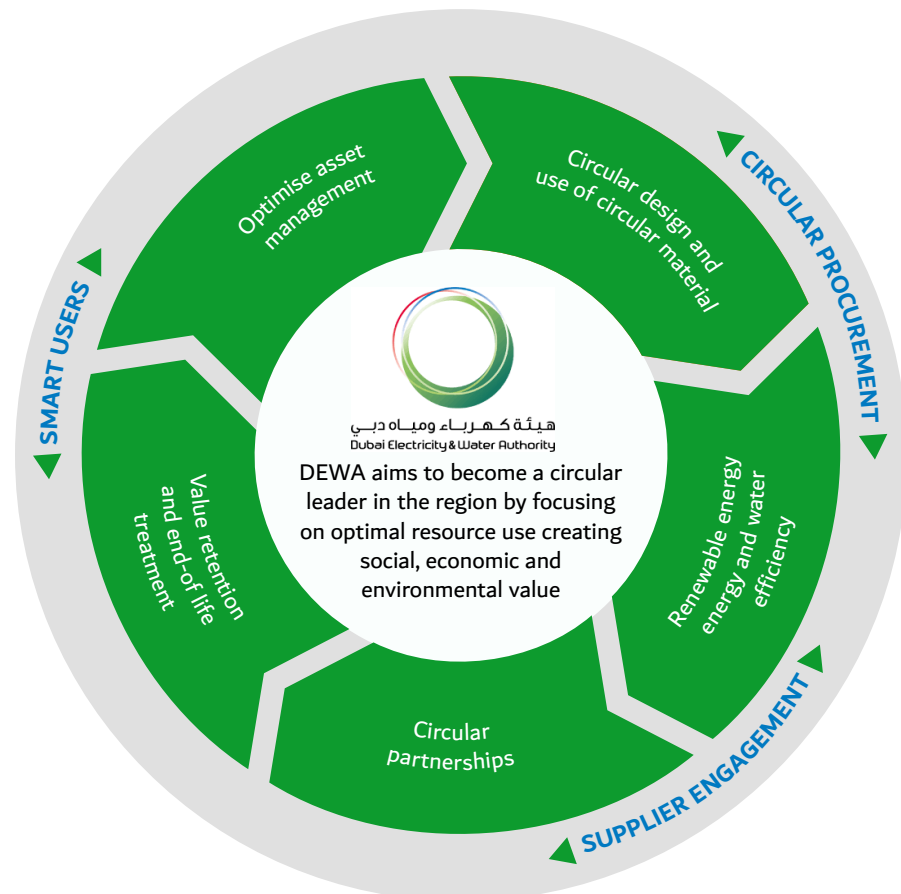 Optimise asset
management
Circular design and
use of circular material
CIRCULAR PROCUREMENT
SMART USERS
هيئة كهرباء ومياه دبي
Dubai Electricity & Water Authority
DEWA aims to become a circular
leader in the region by focusing
on optimal resource use creating
social, economic and
environmental value
Value retention
and end-of life
treatment
Renewable energy
energy and water
efficiency
Circular
partnerships
SUPPLIER ENGAGEMENT